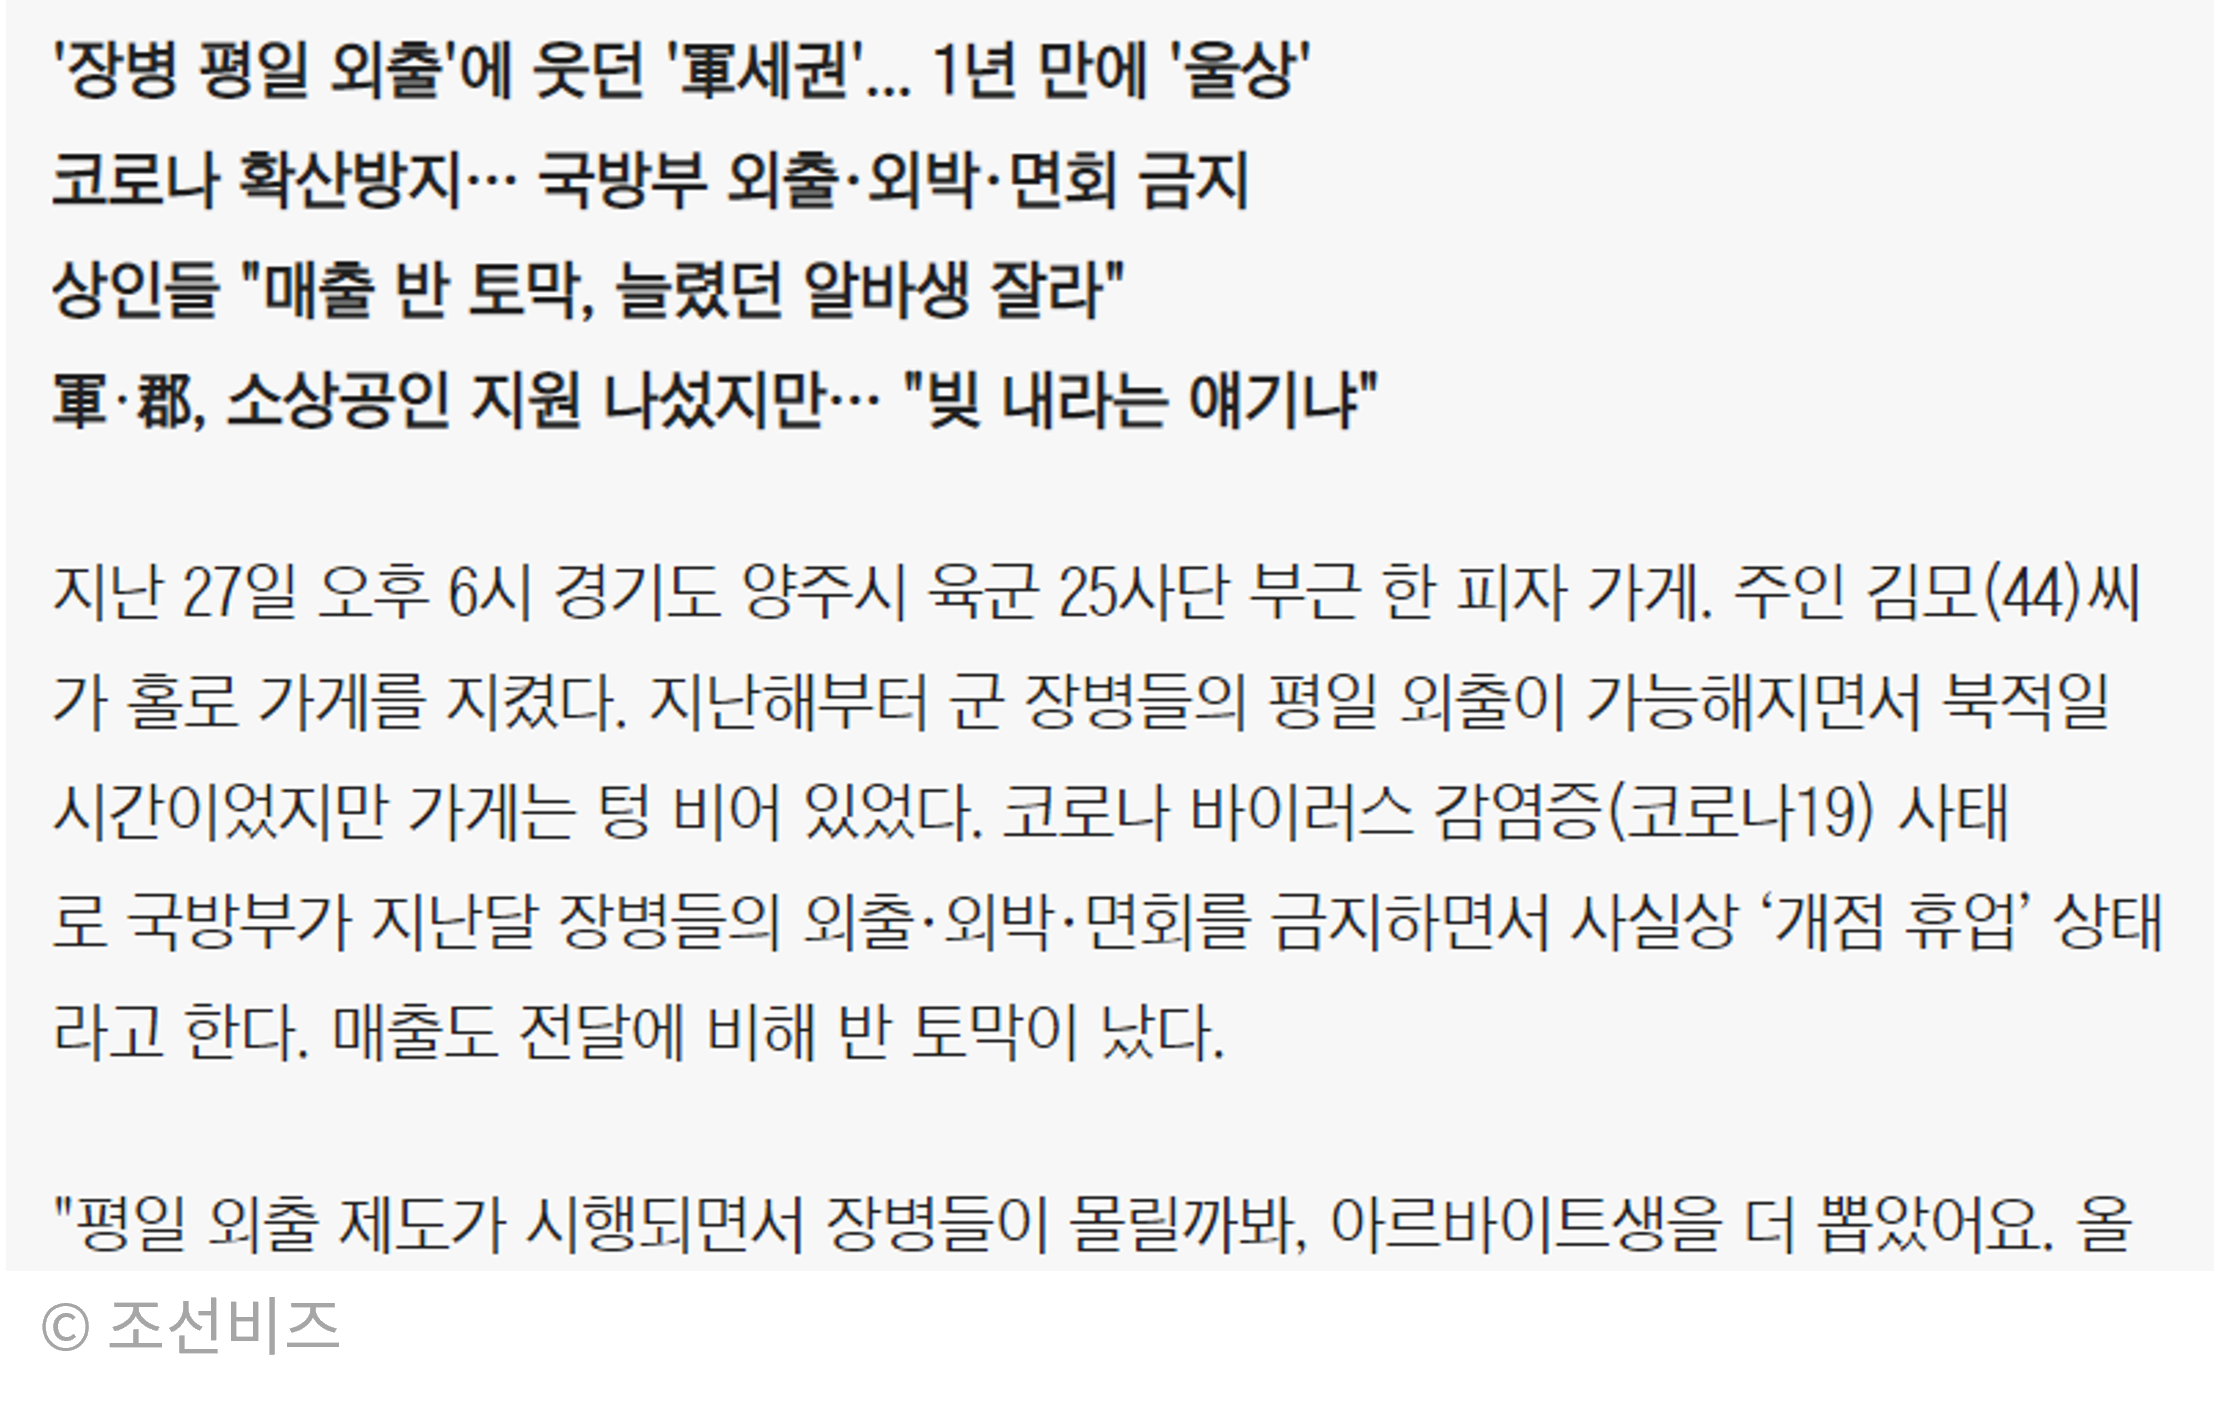 '장병 평일 외출'에 웃던 '軍세권'... 1년 만에 '울상'
코로나 확산방지… 국방부 외출·외박·면회 금지
상인들 "매출 반 토막, 늘렸던 알바생 잘라"
軍·郡, 소상공인 지원 나섰지만… "빚 내라는 얘기냐"
지난 27일 오후 6시 경기도 양주시 육군 25사단 부근 한 피자 가게. 주인 김모(44)씨
가 홀로 가게를 지켰다. 지난해부터 군 장병들의 평일 외출이 가능해지면서 북적일
시간이었지만 가게는 텅 비어 있었다. 코로나 바이러스 감염증(코로나19) 사태
로 국방부가 지난달 장병들의 외출·외박·면회를 금지하면서 사실상 ‘개점 휴업’ 상태
라고 한다. 매출도 전달에 비해 반 토막이 났다.
"평일 외출 제도가 시행되면서 장병들이 몰릴까봐, 아르바이트생을 더 뽑았어요. 올
© 조선비즈